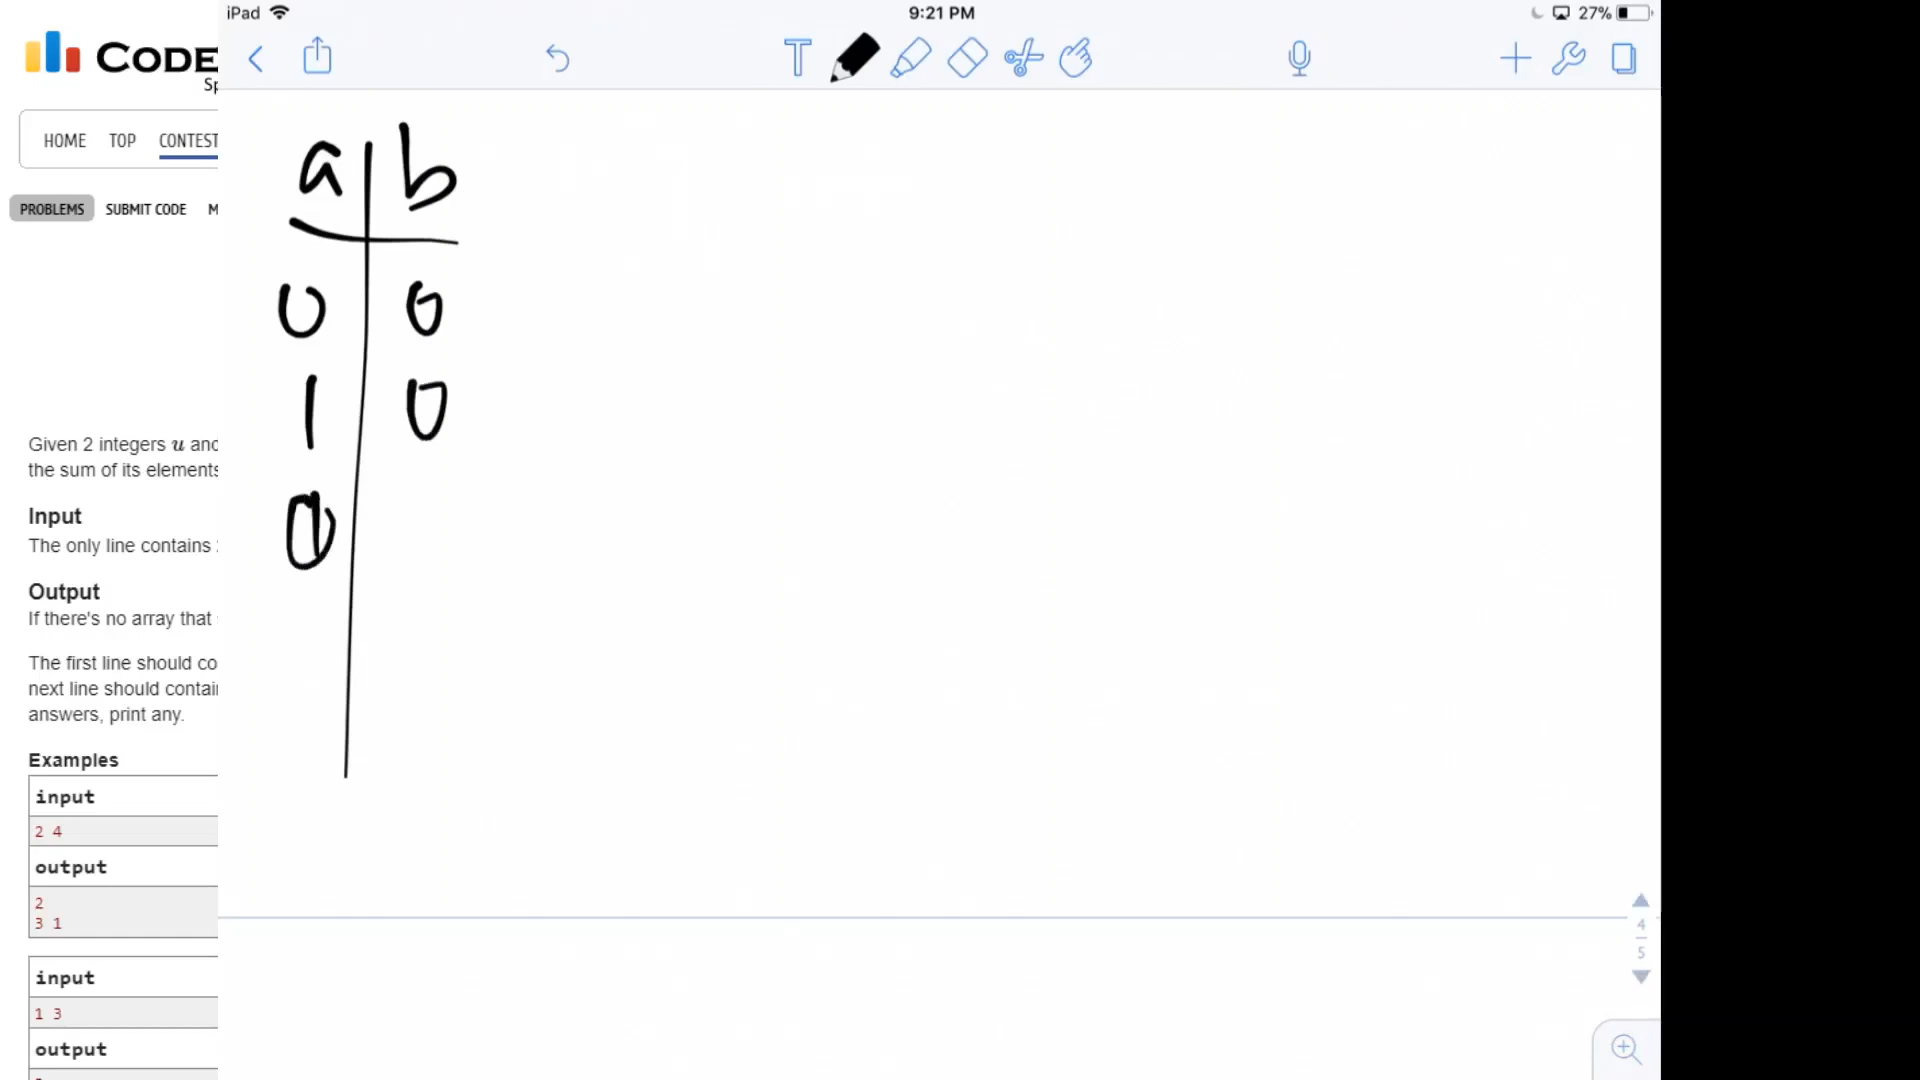 iPad 9:21 PM 27%
CODE
Sp
HOME TOP CONTEST
PROBLEMS SUBMIT CODE M
a b
0 0
1 0
Given 2 integers u and
the sum of its elements
Input
The only line contains
Output
If there's no array that
The first line should co
next line should contai
answers, print any.
Examples
input
2 4
output
2
3 1
input
1 3
output
4
5